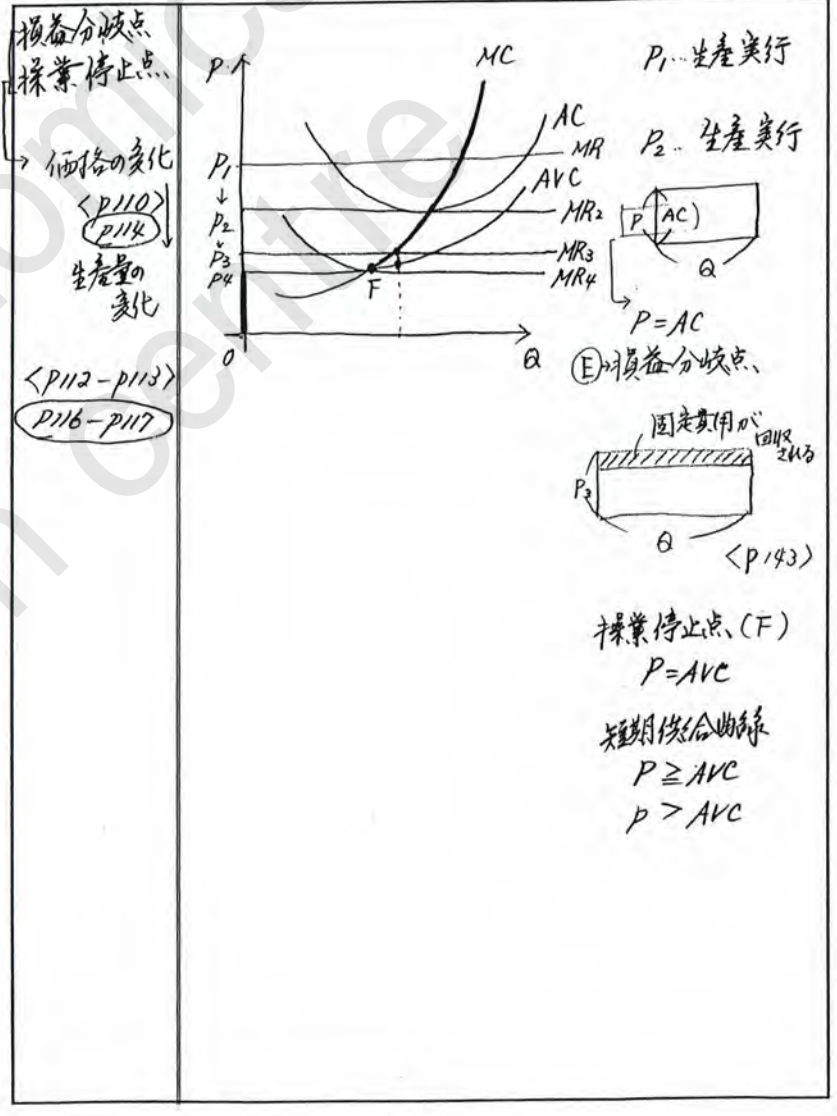 損益分岐点
操業停止点
→ 価格の変化
<p110>
p114
生産量の
変化
<p112-p113>
p116-p117
P
MC
AC
P1
MR
AVC
↓
P2
MR2
↓
P3
MR3
P4
MR4
F
O
Q
P1‥生産実行
P2‥生産実行
P
AC
Q
P=AC
Ⓔ→損益分岐点、
固定費用が
回収
される
P3
Q
<p143>
操業停止点、(F)
P=AVC
短期供給曲線
P≧AVC
P>AVC
omic
centre